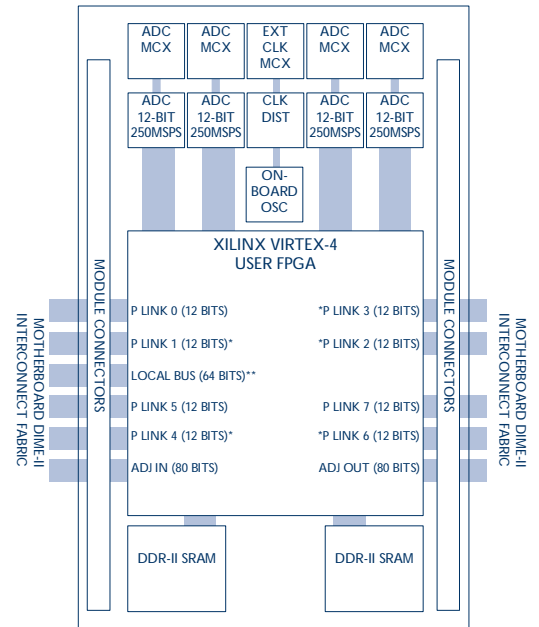 ADC
MCX
ADC
MCX
EXT
CLK
MCX
ADC
MCX
ADC
MCX
ADC
12-BIT
250MSPS
ADC
12-BIT
250MSPS
CLK
DIST
ADC
12-BIT
250MSPS
ADC
12-BIT
250MSPS
ON-
BOARD
OSC
XILINX VIRTEX-4
USER FPGA
MODULE CONNECTORS
MODULE CONNECTORS
MOTHERBOARD DIME-II
INTERCONNECT FABRIC
MOTHERBOARD DIME-II
INTERCONNECT FABRIC
P LINK 0 (12 BITS)
*P LINK 3 (12 BITS)
P LINK 1 (12 BITS)*
*P LINK 2 (12 BITS)
LOCAL BUS (64 BITS)**
P LINK 5 (12 BITS)
P LINK 7 (12 BITS)
P LINK 4 (12 BITS)*
*P LINK 6 (12 BITS)
ADJ IN (80 BITS)
ADJ OUT (80 BITS)
DDR-II SRAM
DDR-II SRAM